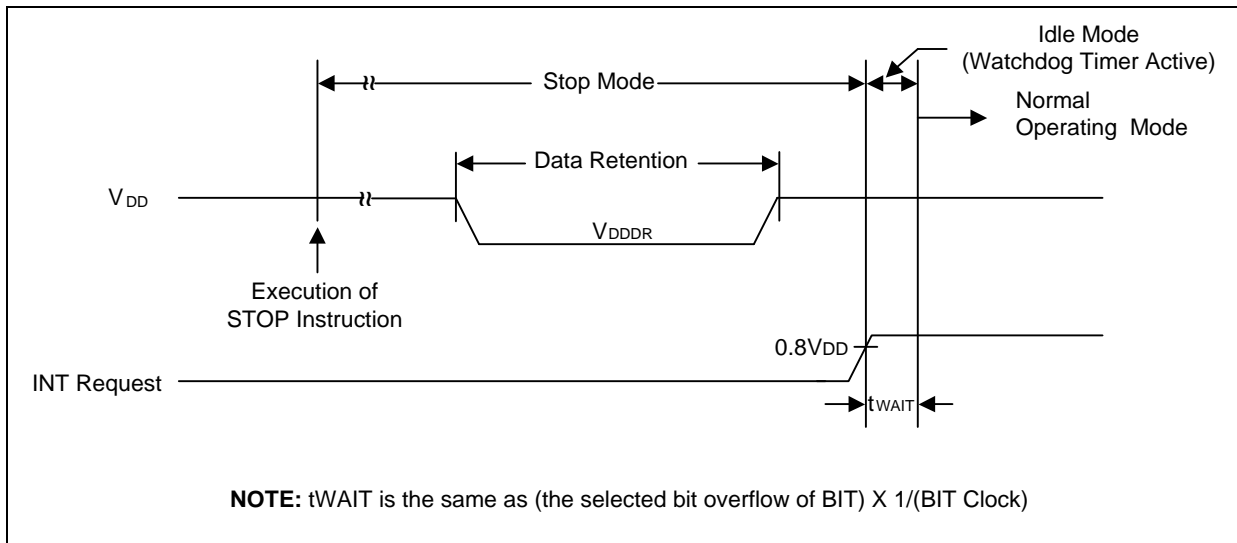 Idle Mode
(Watchdog Timer Active)
Stop Mode
Normal
Operating Mode
Data Retention
VDD
VDDDR
Execution of
STOP Instruction
0.8VDD
INT Request
tWAIT
NOTE: tWAIT is the same as (the selected bit overflow of BIT) X 1/(BIT Clock)